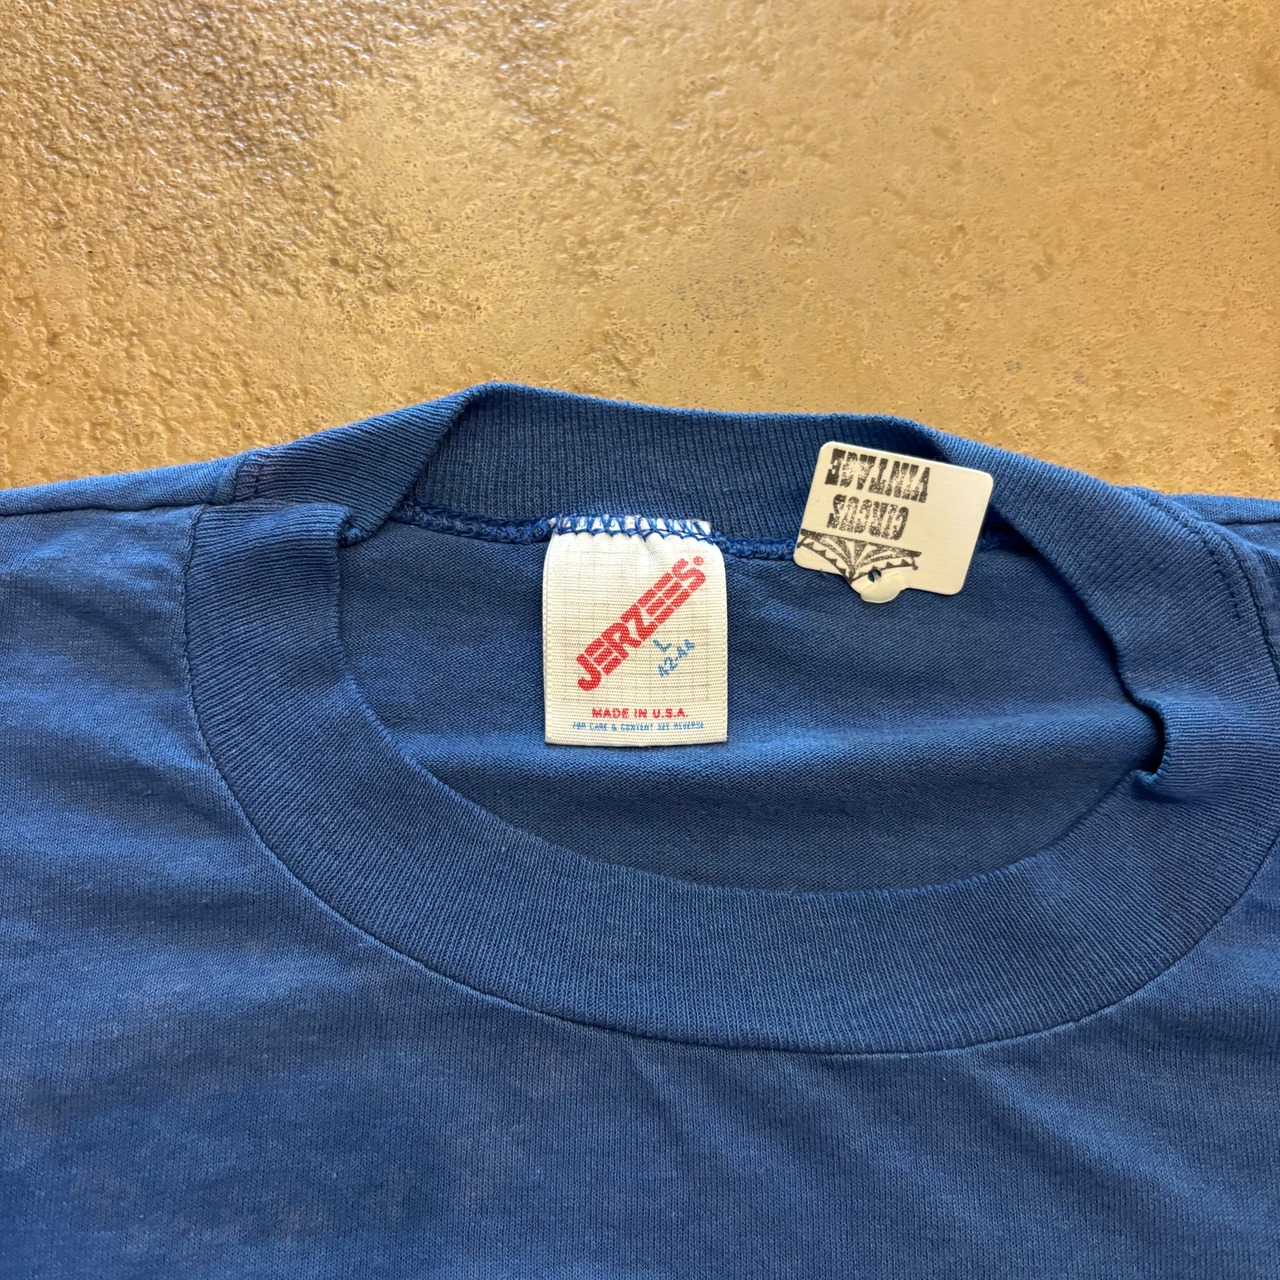 JERZEES®
L
42-44
MADE IN U.S.A.
FOR CARE & CONTENT SEE REVERSE
CIRCUS
VINTAGE